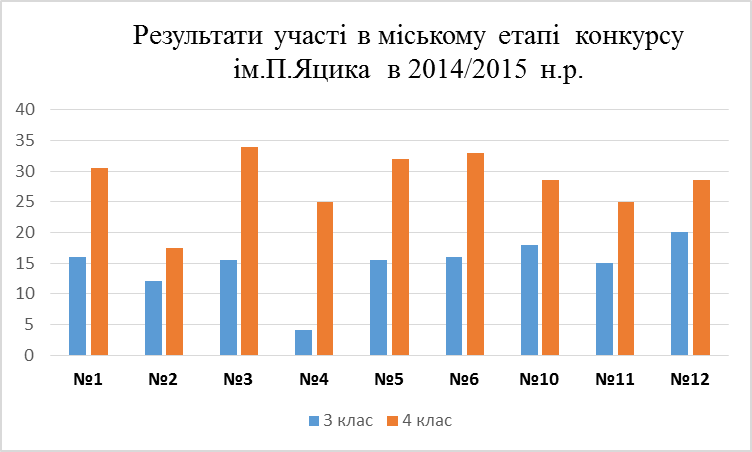 Результати участі в міському етапі конкурсу
ім.П.Яцика в 2014/2015 н.р.
40
35
30
25
20
15
10
5
0
№1 №2 №3 №4 №5 №6 №10 №11 №12
3 клас 4 клас